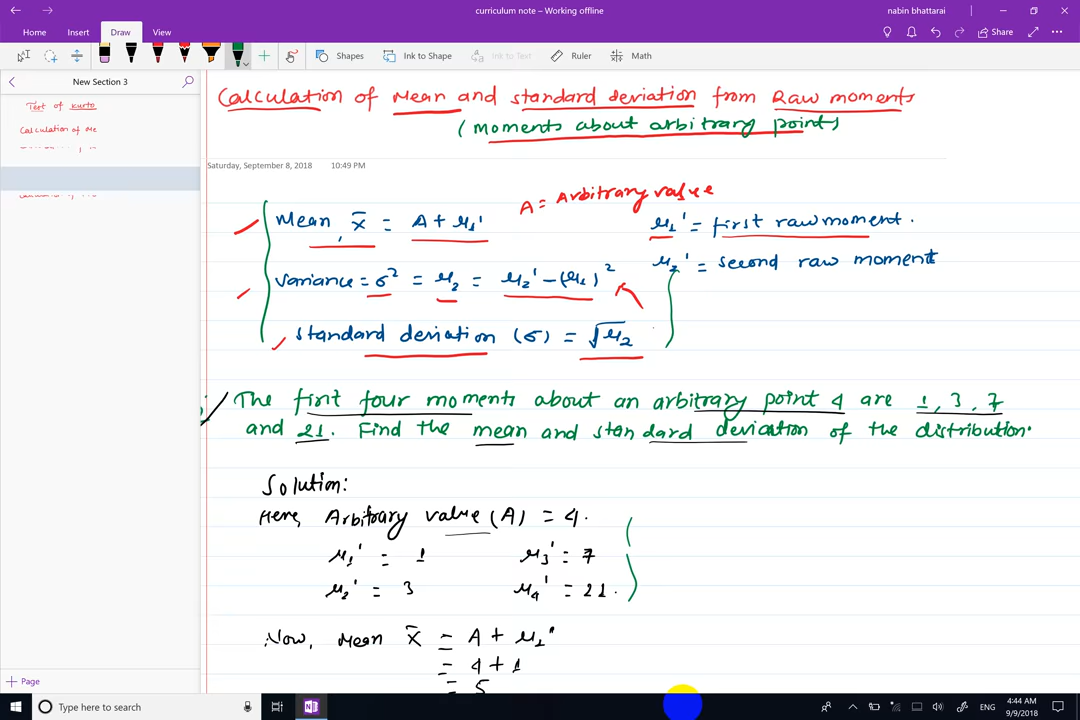 curriculum note – Working offline
nabin bhattarai
Home Insert Draw View
Share
Shapes Ink to Shape Ink to Text Ruler Math
New Section 3
Test of kurto
Calculation of Me
Calculation of Mean and standard deviation from Raw moments
(moments about arbitrary point)
Saturday, September 8, 2018 10:49 PM
A = Arbitrary value
Mean, x̄ = A + μ₁'
μ₁' = first raw moment.
μ₂' = second raw moment
variance = σ² = μ₂ = μ₂' − (μ₁)²
standard deviation (σ) = √μ₂
The first four moments about an arbitrary point 4 are 1, 3, 7
and 21. Find the mean and standard deviation of the distribution.
Solution:
Here, Arbitrary value (A) = 4.
μ₁' = 1 μ₃' = 7
μ₂' = 3 μ₄' = 21.
Now, Mean x̄ = A + μ₁'
= 4 + 1
= 5
Page
Type here to search
ENG
4:44 AM
9/9/2018